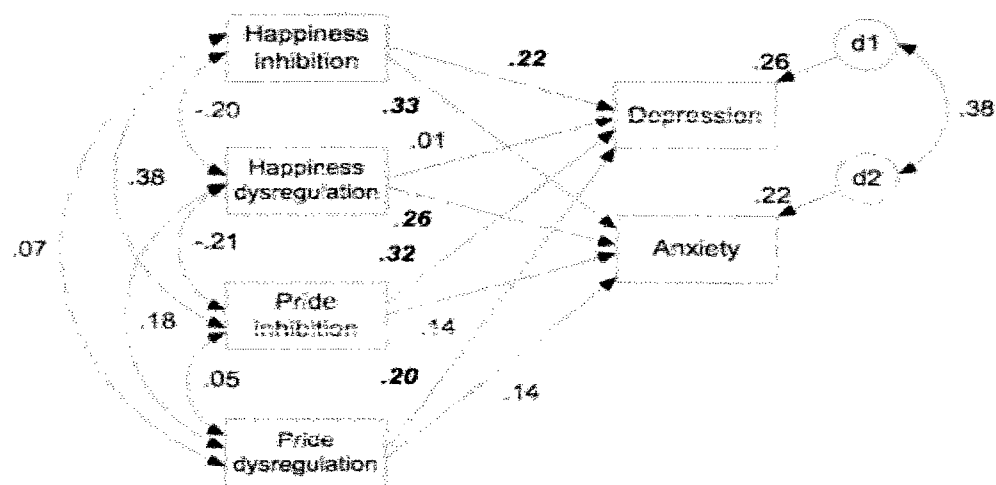 Happiness
inhibition
d1
.22
.26
-.20
.33
Depression
.38
.01
Happiness
dysregulation
.38
d2
.26
.22
.07
-.21
.32
Anxiety
Pride
inhibition
.18
.14
.05
.20
.14
Pride
dysregulation